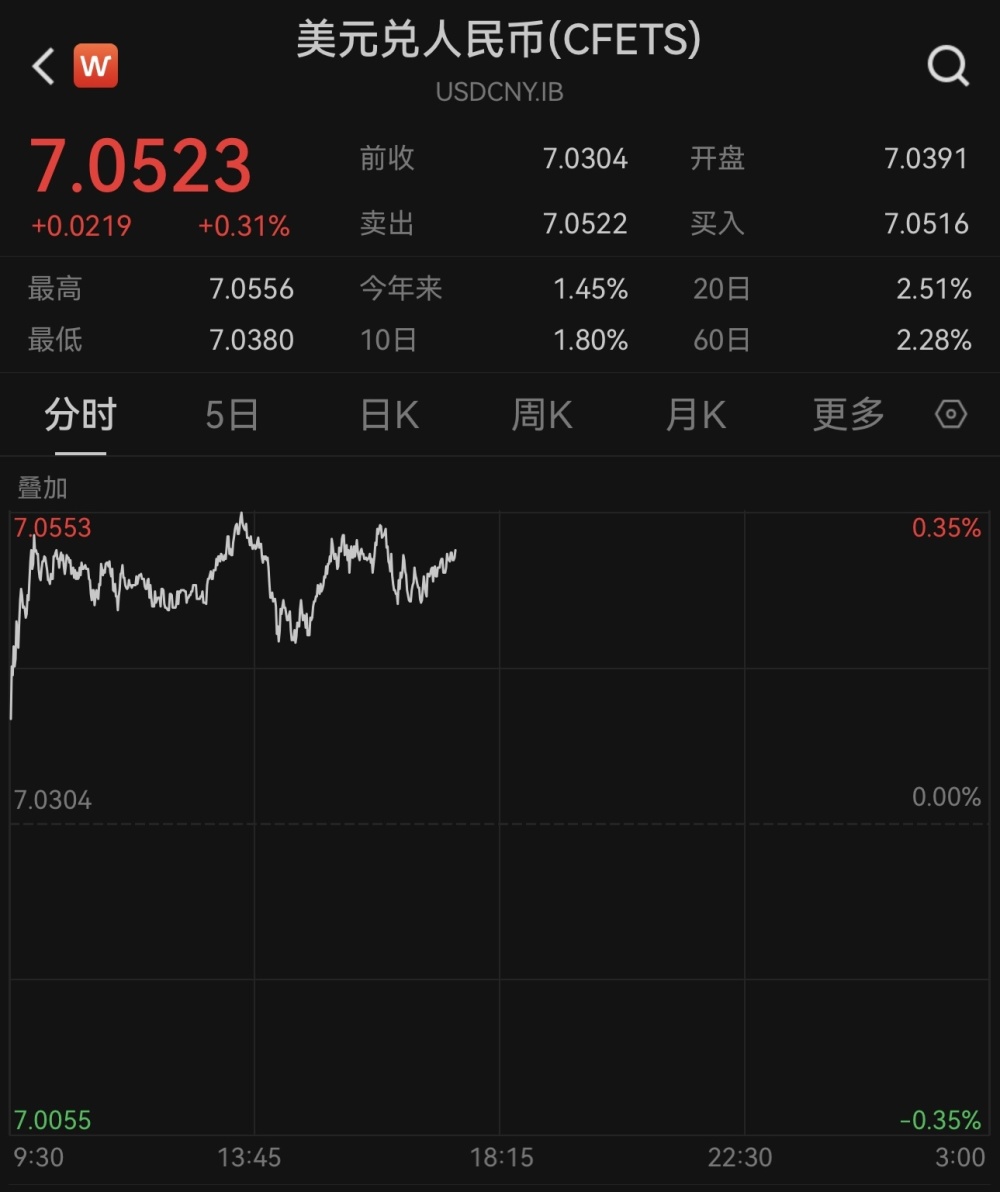 美元兑人民币(CFETS)
W
USDCNY.IB
7.0523
+0.0219 +0.31%
前收 7.0304 开盘 7.0391
卖出 7.0522 买入 7.0516
最高 7.0556 今年来 1.45% 20日 2.51%
最低 7.0380 10日 1.80% 60日 2.28%
分时 5日 日K 周K 月K 更多
叠加
7.0553 0.35%
7.0304 0.00%
7.0055 -0.35%
9:30 13:45 18:15 22:30 3:00